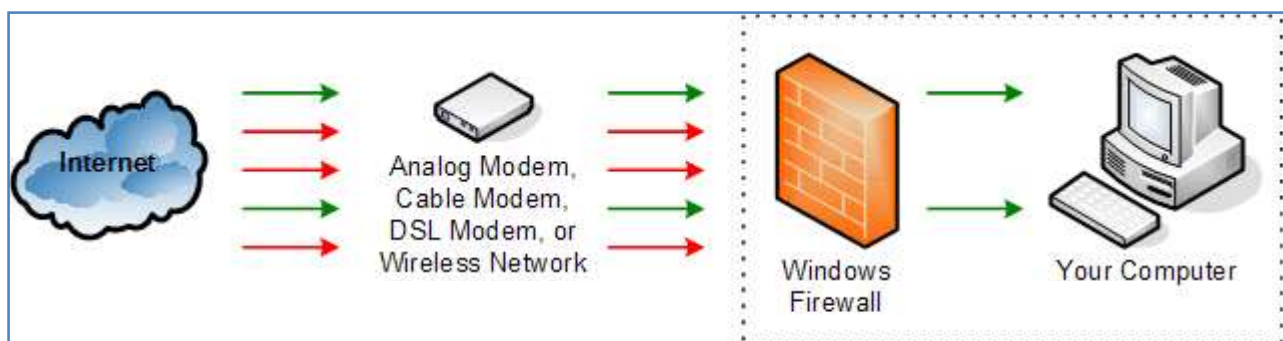 Internet
Analog Modem,
Cable Modem,
DSL Modem, or
Wireless Network
Windows
Firewall
Your Computer